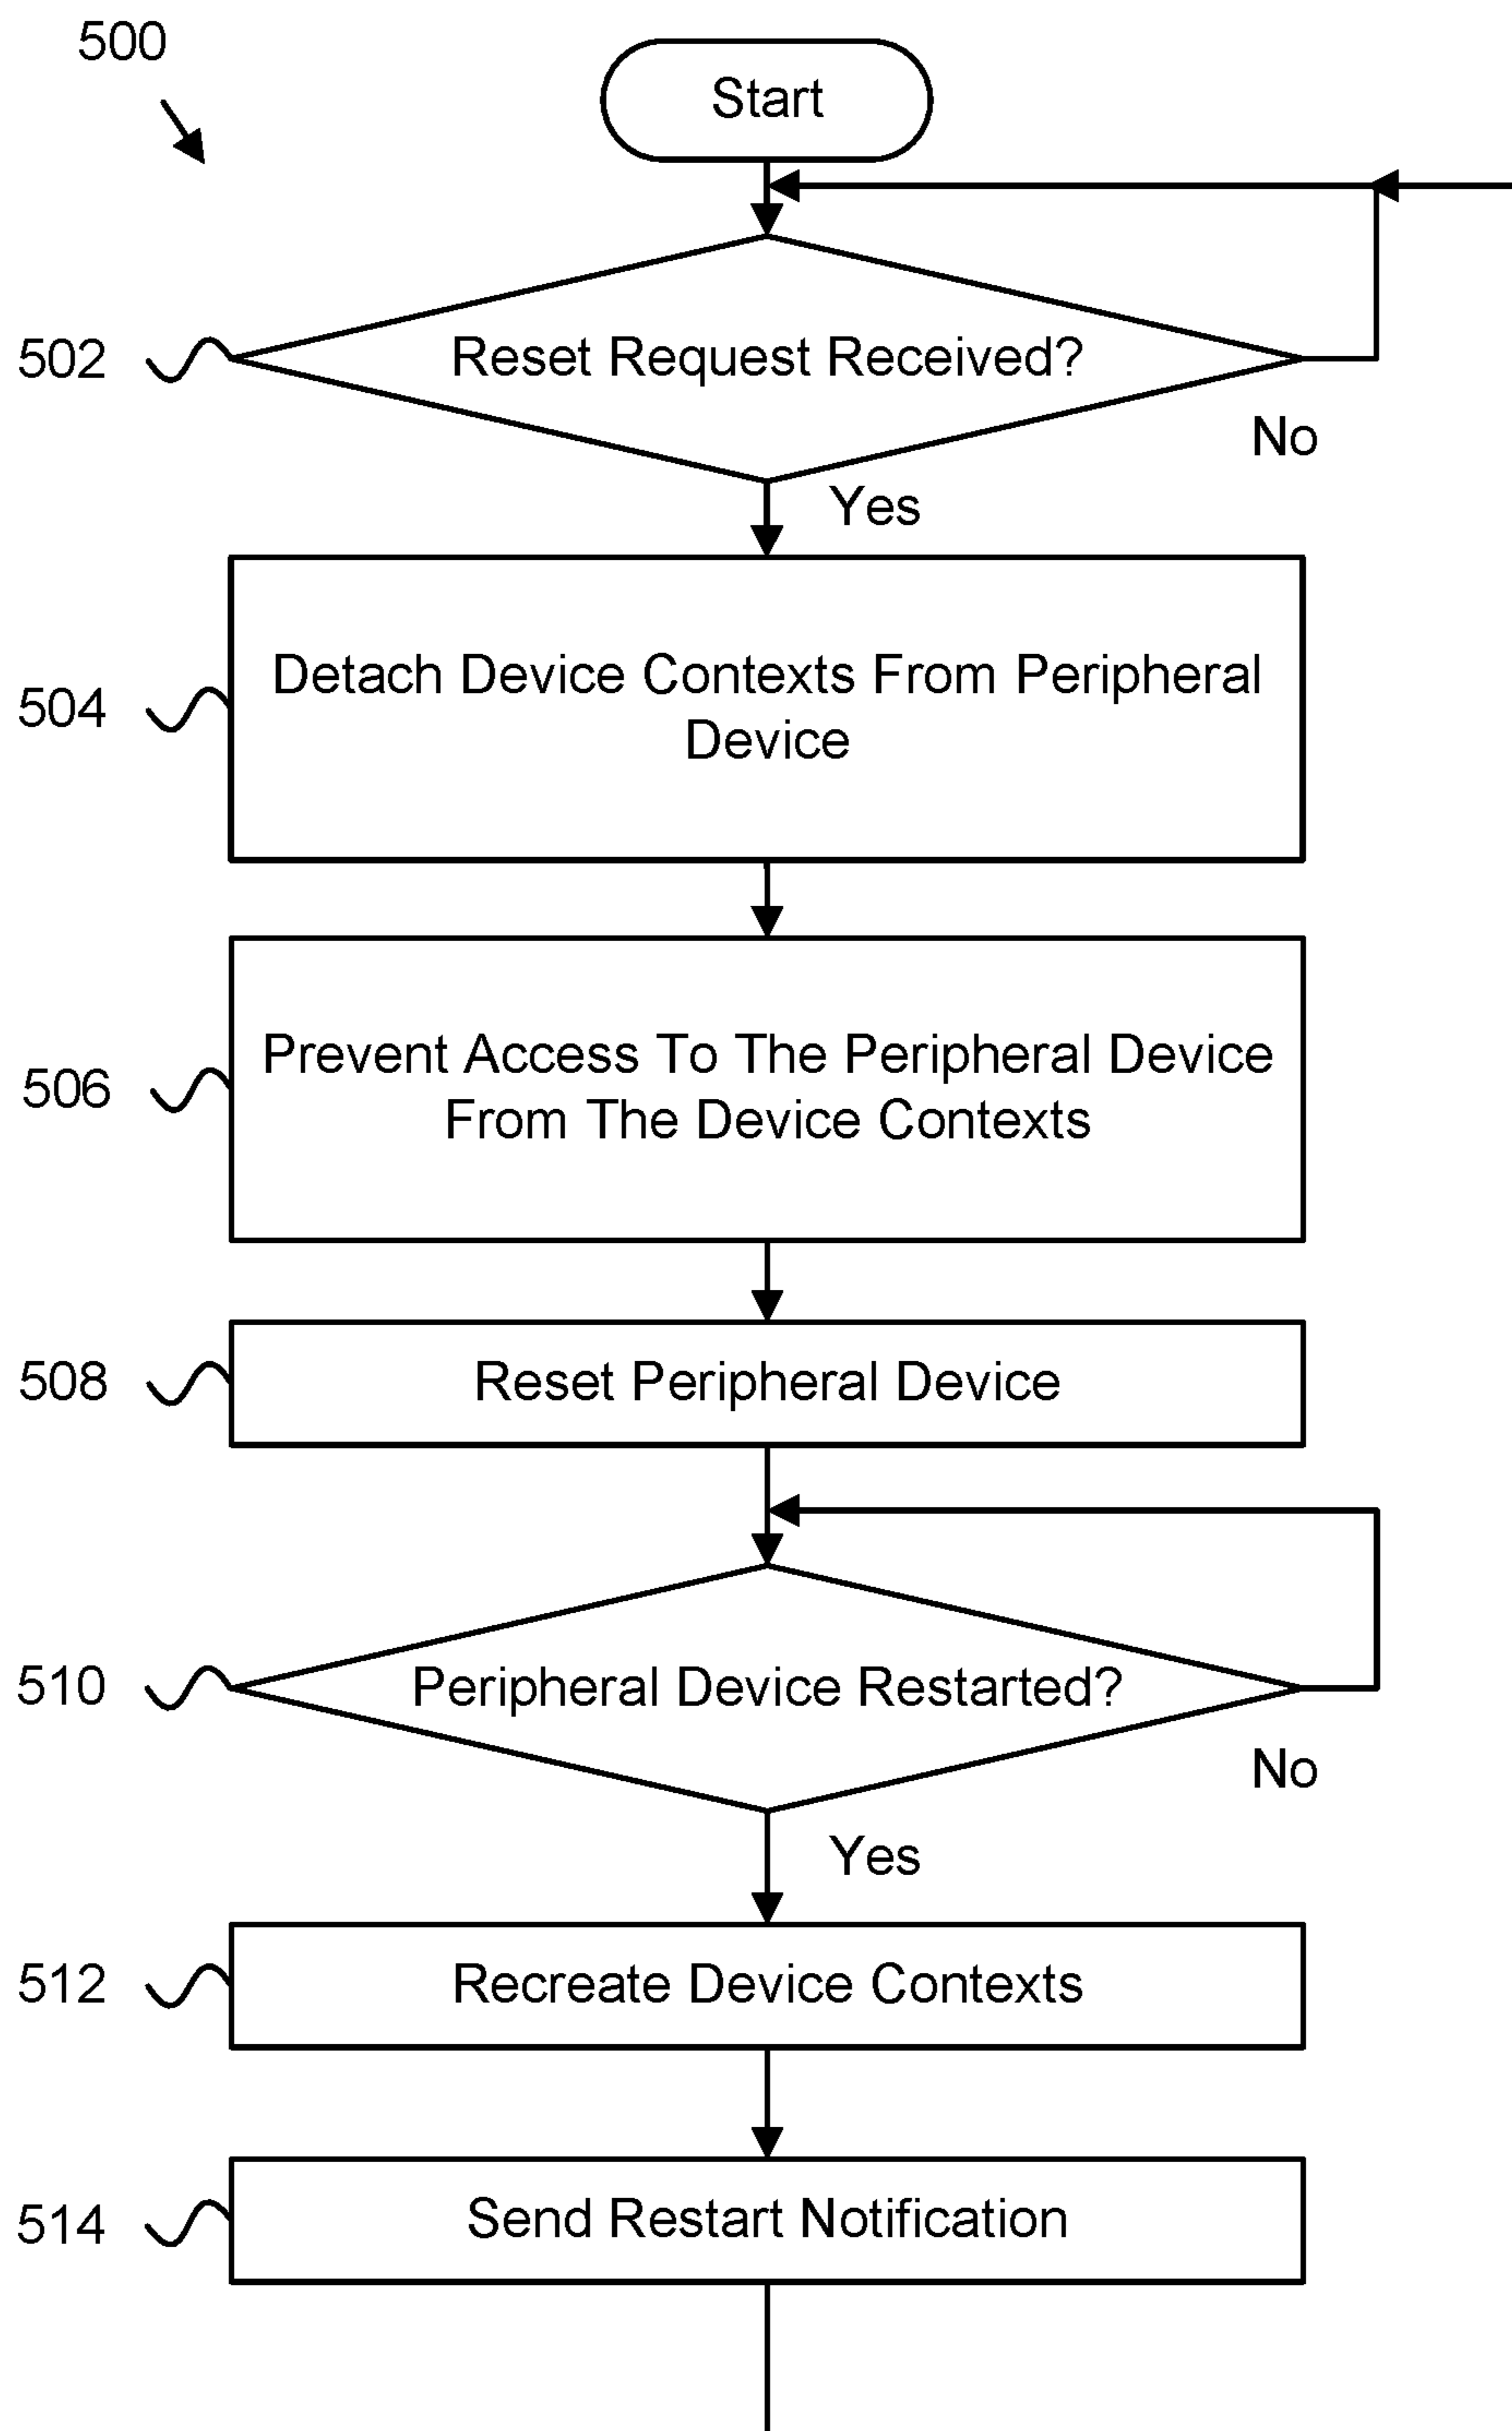 500
Start
502
Reset Request Received?
No
Yes
504
Detach Device Contexts From Peripheral
Device
506
Prevent Access To The Peripheral Device
From The Device Contexts
508
Reset Peripheral Device
510
Peripheral Device Restarted?
No
Yes
512
Recreate Device Contexts
514
Send Restart Notification